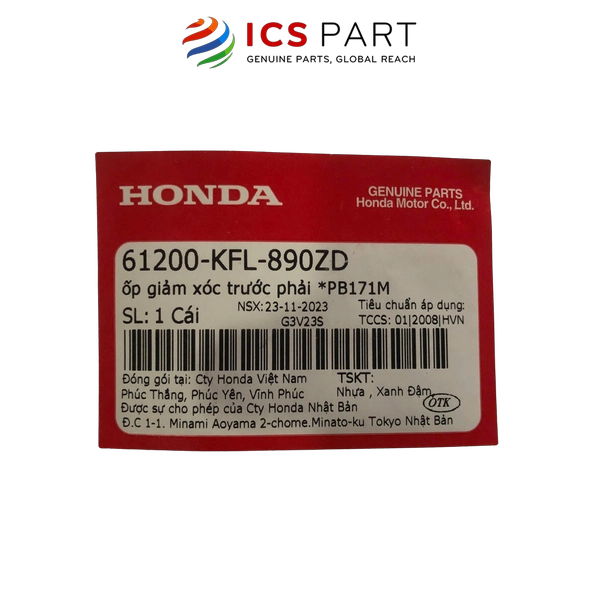 ICS PART
GENUINE PARTS, GLOBAL REACH
HONDA
GENUINE PARTS
Honda Motor Co., Ltd.
61200-KFL-890ZD
ốp giảm xóc trước phải *PB171M
SL: 1 Cái
NSX:23-11-2023
G3V23S
Tiêu chuẩn áp dụng:
TCCS: 01|2008|HVN
Đóng gói tại: Cty Honda Việt Nam
Phúc Thắng, Phúc Yên, Vĩnh Phúc
TSKT:
Nhựa , Xanh Đậm
Được sự cho phép của Cty Honda Nhật Bản
OTK
Đ.C 1-1. Minami Aoyama 2-chome.Minato-ku Tokyo Nhật Bản